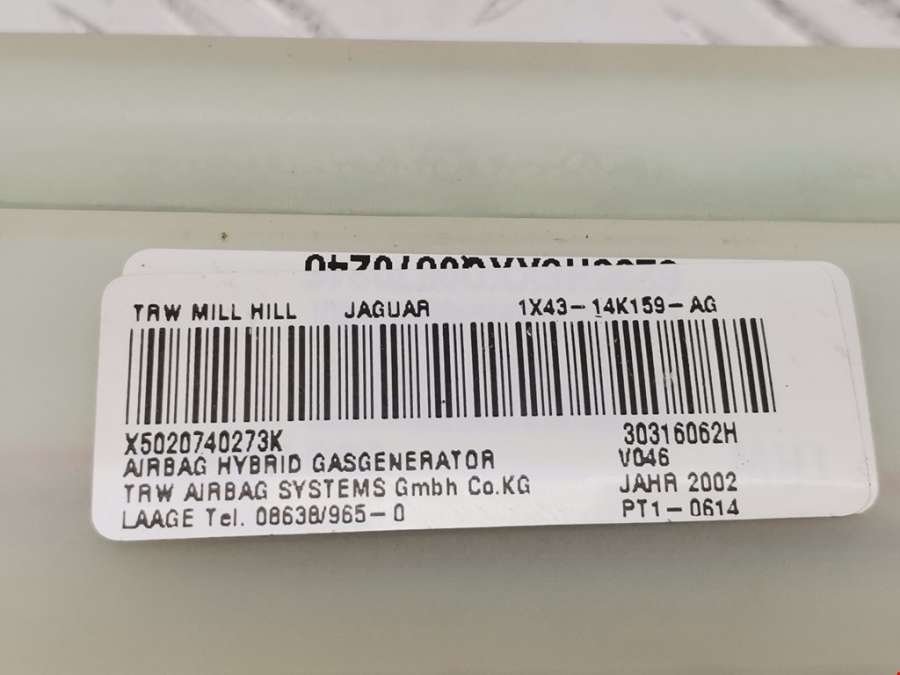 TRW MILL HILL JAGUAR 1X43-14K159-AG
X5020740273K 30316062H
AIRBAG HYBRID GASGENERATOR V046
TRW AIRBAG SYSTEMS Gmbh Co.KG JAHR 2002
LAAGE Tel. 08638/965-0 PT1-0614